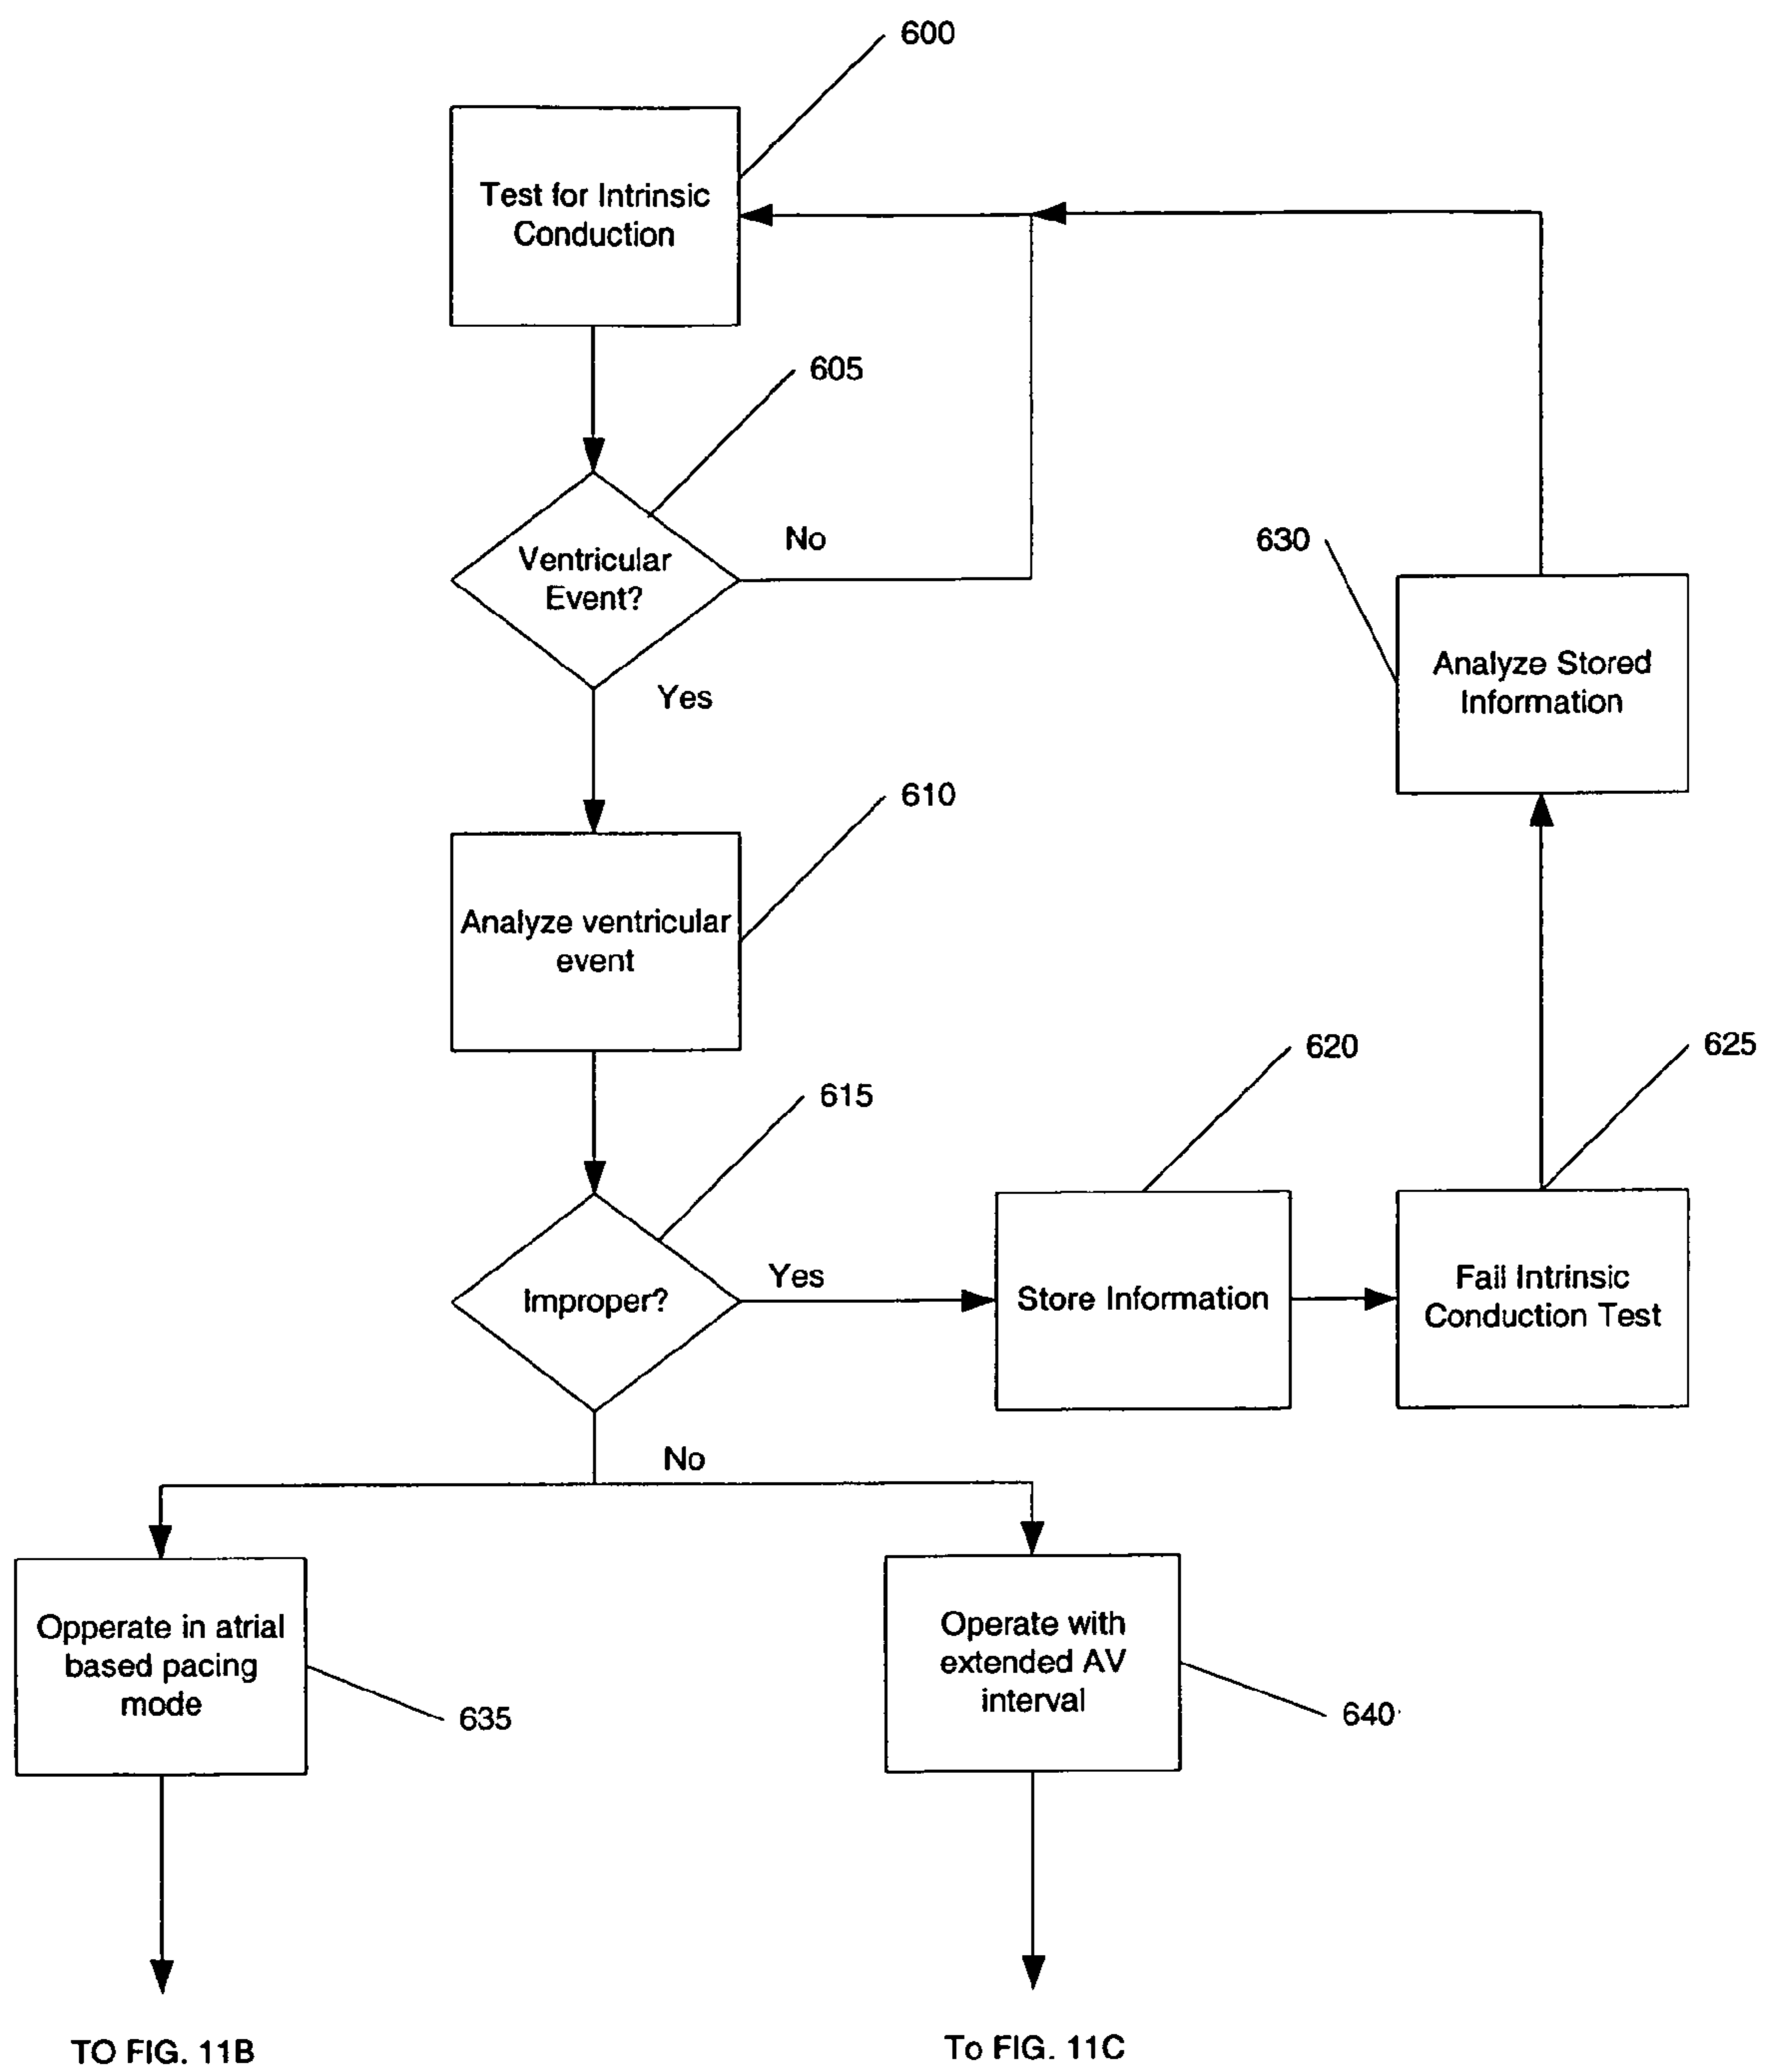 600
Test for Intrinsic
Conduction
605
Ventricular
Event?
No
Yes
630
Analyze Stored
Information
610
Analyze ventricular
event
615
Improper?
Yes
620
Store Information
625
Fail Intrinsic
Conduction Test
No
Opperate in atrial
based pacing
mode
635
Operate with
extended AV
interval
640
TO FIG. 11B
To FIG. 11C